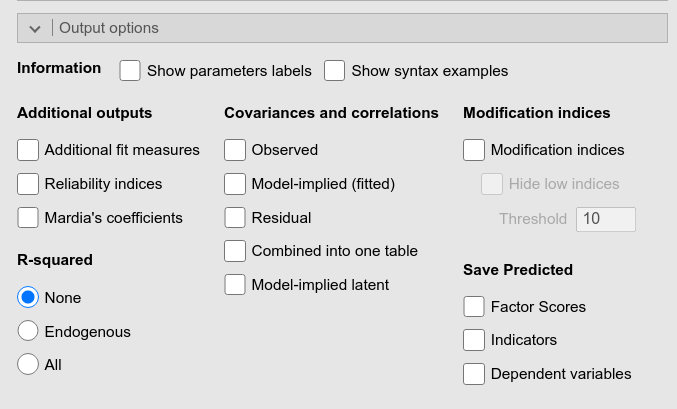 Output options
Information Show parameters labels Show syntax examples
Additional outputs
Additional fit measures
Reliability indices
Mardia's coefficients
R-squared
None
Endogenous
All
Covariances and correlations
Observed
Model-implied (fitted)
Residual
Combined into one table
Model-implied latent
Modification indices
Modification indices
Hide low indices
Threshold 10
Save Predicted
Factor Scores
Indicators
Dependent variables